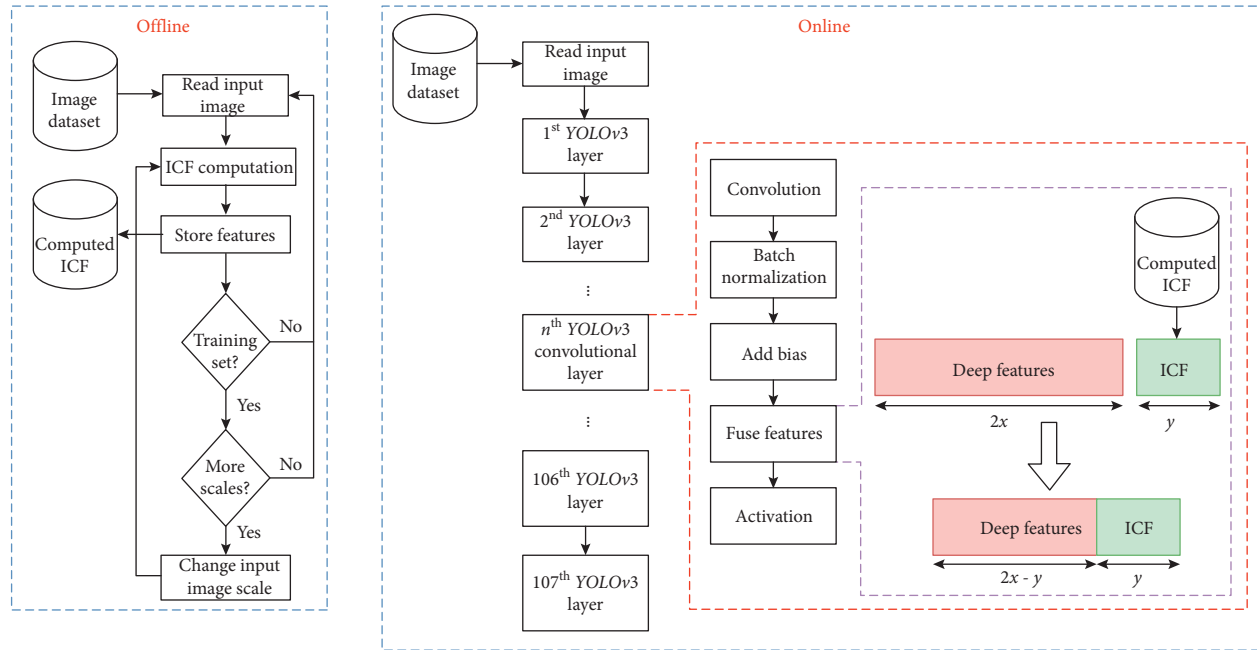 Offline
Image
dataset
Read input
image
ICF computation
Computed
ICF
Store features
Training
set?
No
Yes
More
scales?
No
Yes
Change input
image scale
Online
Image
dataset
Read input
image
1st YOLOv3
layer
2nd YOLOv3
layer
...
nth YOLOv3
convolutional
layer
...
106th YOLOv3
layer
107th YOLOv3
layer
Convolution
Batch
normalization
Add bias
Fuse features
Activation
Computed
ICF
Deep features
ICF
2x
y
Deep features
ICF
2x - y
y